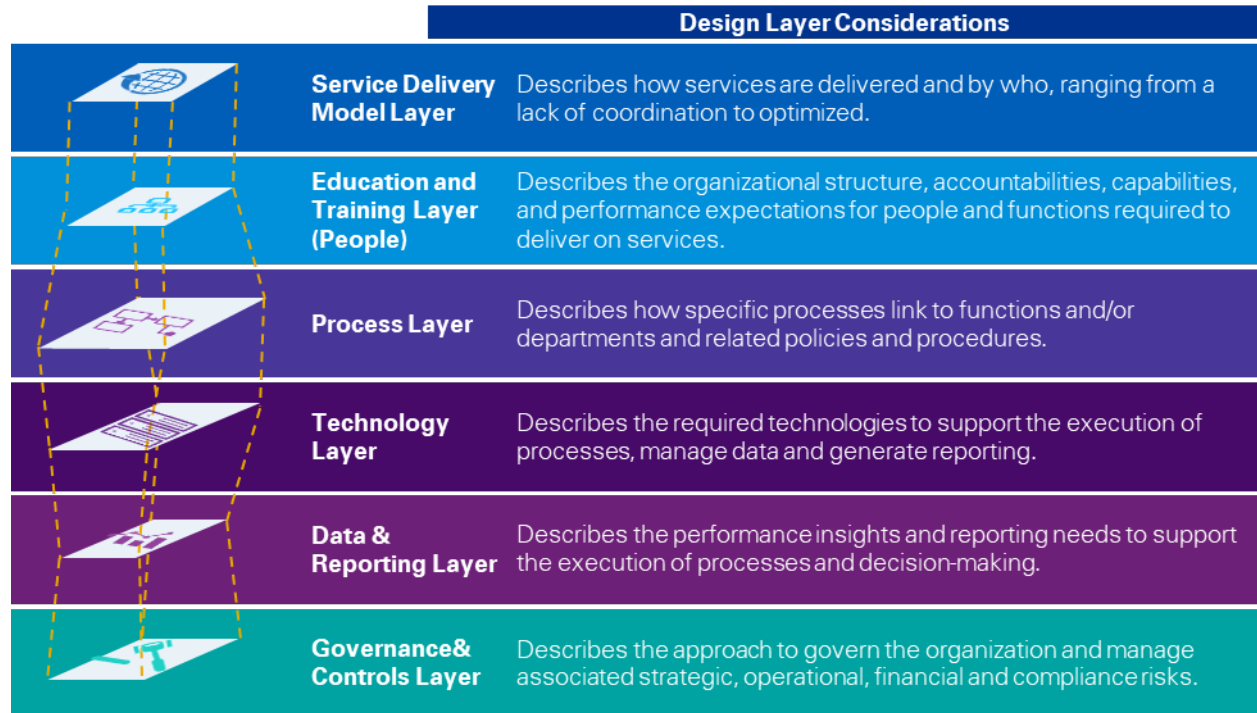 Design Layer Considerations
Service Delivery
Model Layer
Describes how services are delivered and by who, ranging from a
lack of coordination to optimized.
Education and
Training Layer
(People)
Describes the organizational structure, accountabilities, capabilities,
and performance expectations for people and functions required to
deliver on services.
Process Layer
Describes how specific processes link to functions and/or
departments and related policies and procedures.
Technology
Layer
Describes the required technologies to support the execution of
processes, manage data and generate reporting.
Data &
Reporting Layer
Describes the performance insights and reporting needs to support
the execution of processes and decision-making.
Governance&
Controls Layer
Describes the approach to govern the organization and manage
associated strategic, operational, financial and compliance risks.